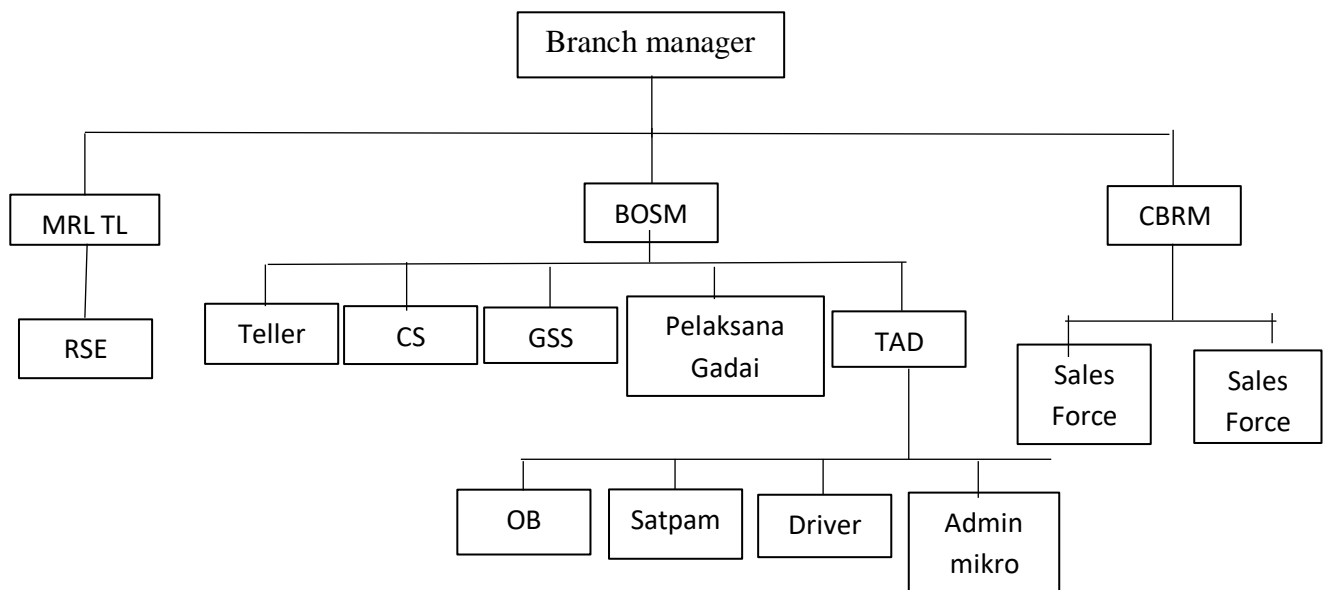 Branch manager
MRL TL
BOSM
CBRM
RSE
Teller
CS
GSS
Pelaksana
Gadai
TAD
Sales
Force
Sales
Force
OB
Satpam
Driver
Admin
mikro